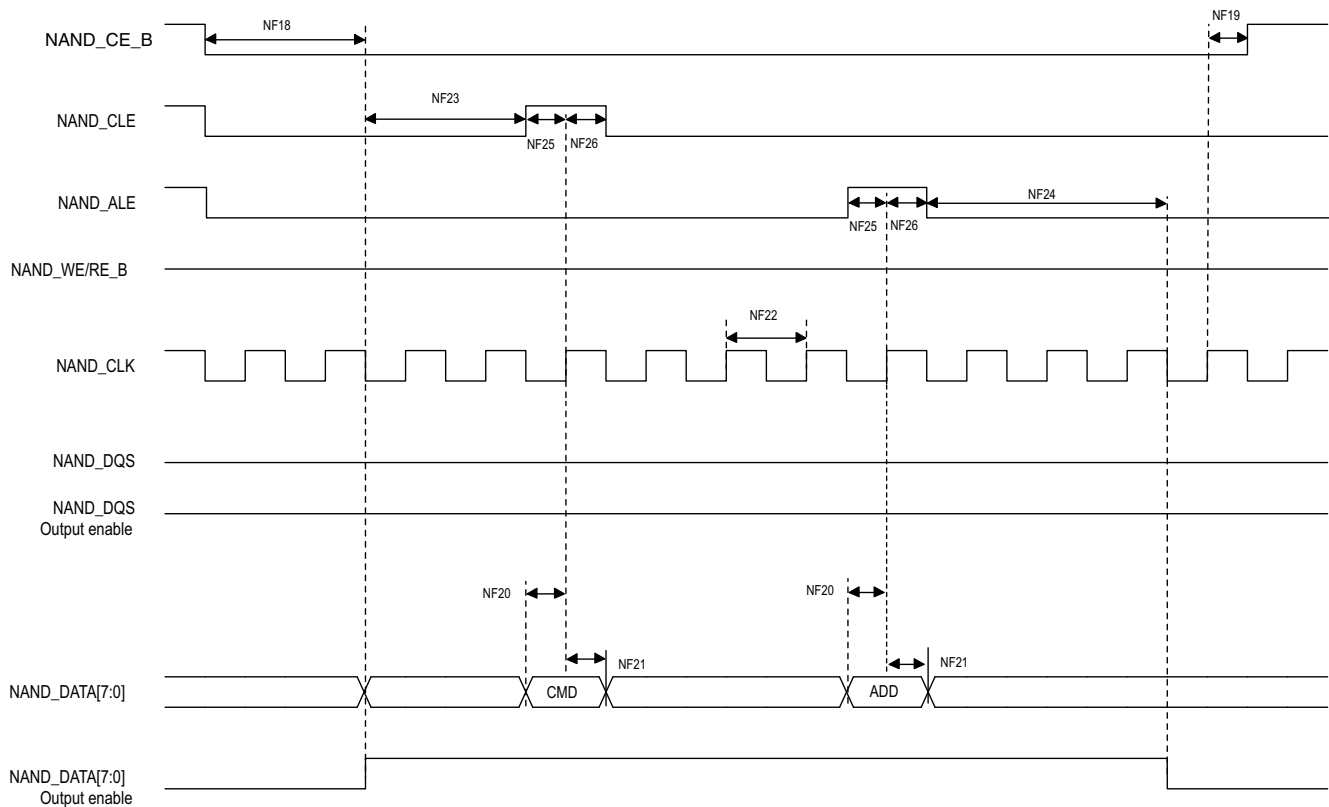 NF18
NF19
NAND_CE_B
NF23
NAND_CLE
NF25 NF26
NAND_ALE
NF24
NF25 NF26
NAND_WE/RE_B
NF22
NAND_CLK
NAND_DQS
NAND_DQS
Output enable
NF20
NF20
NF21
NF21
NAND_DATA[7:0]
CMD
ADD
NAND_DATA[7:0]
Output enable